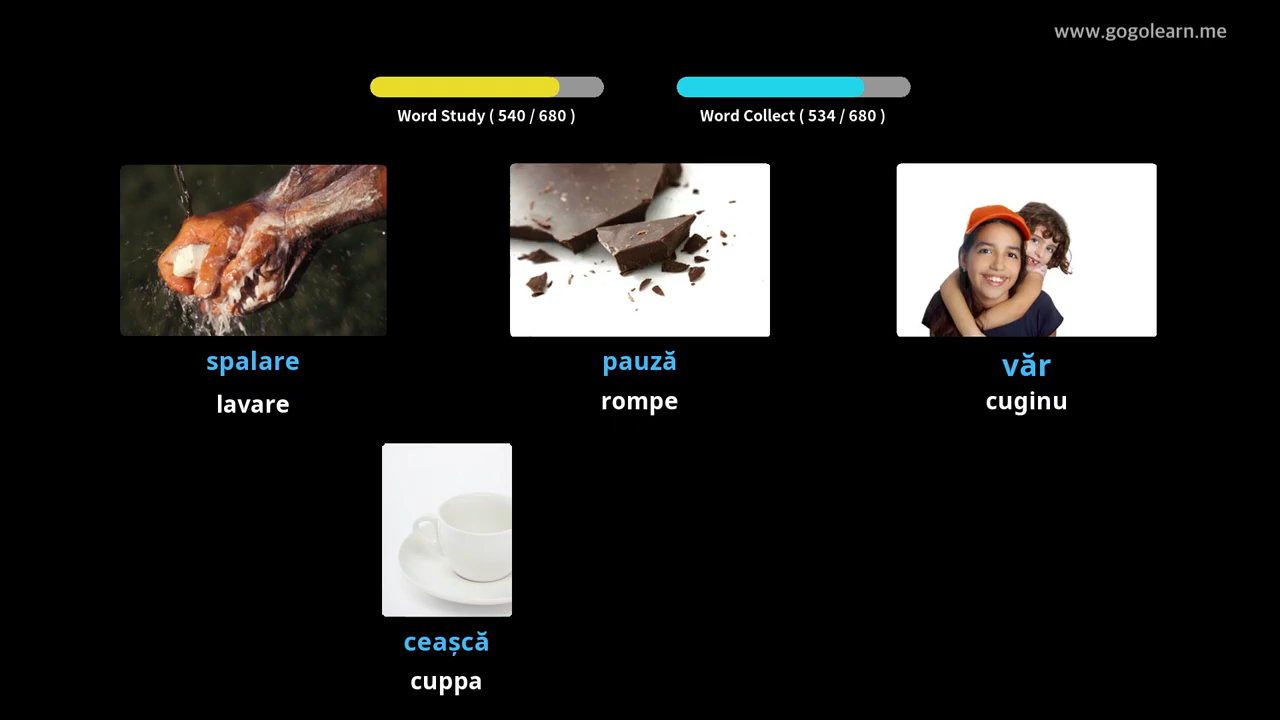 www.gogolearn.me
Word Study ( 540 / 680 )
Word Collect ( 534 / 680 )
spalare
lavare
pauză
rompe
văr
cuginu
ceașcă
cuppa